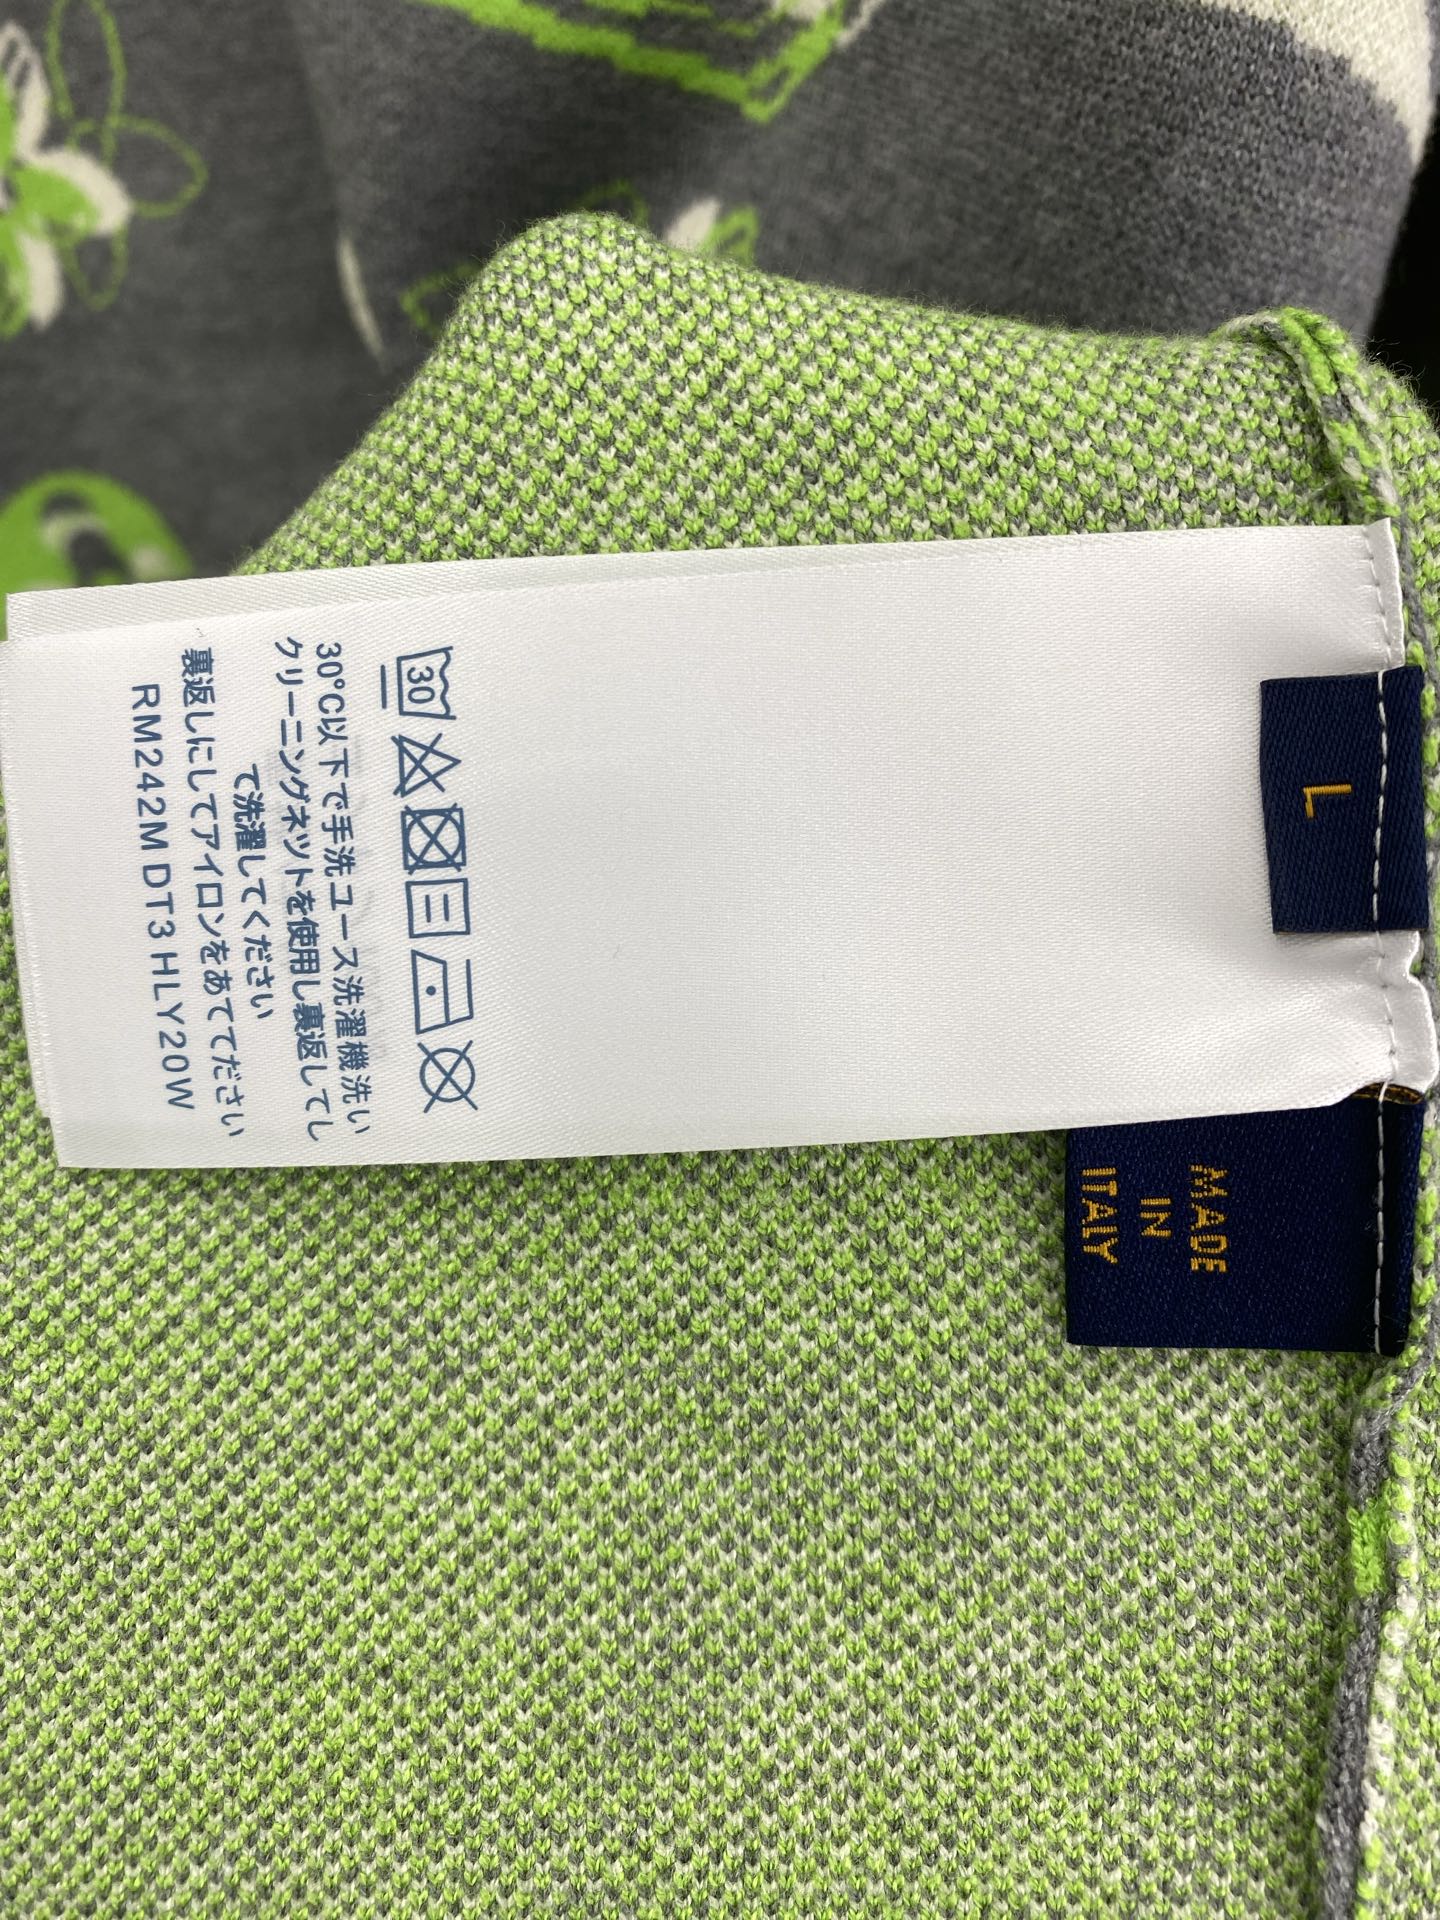 30
30°C以下で手洗コース洗濯機洗い
クリーニングネットを使用し裏返してし
て洗濯してください
裏返しにしてアイロンをあててださい
RM242M DT3 HLY20W
L
MADE
IN
ITALY